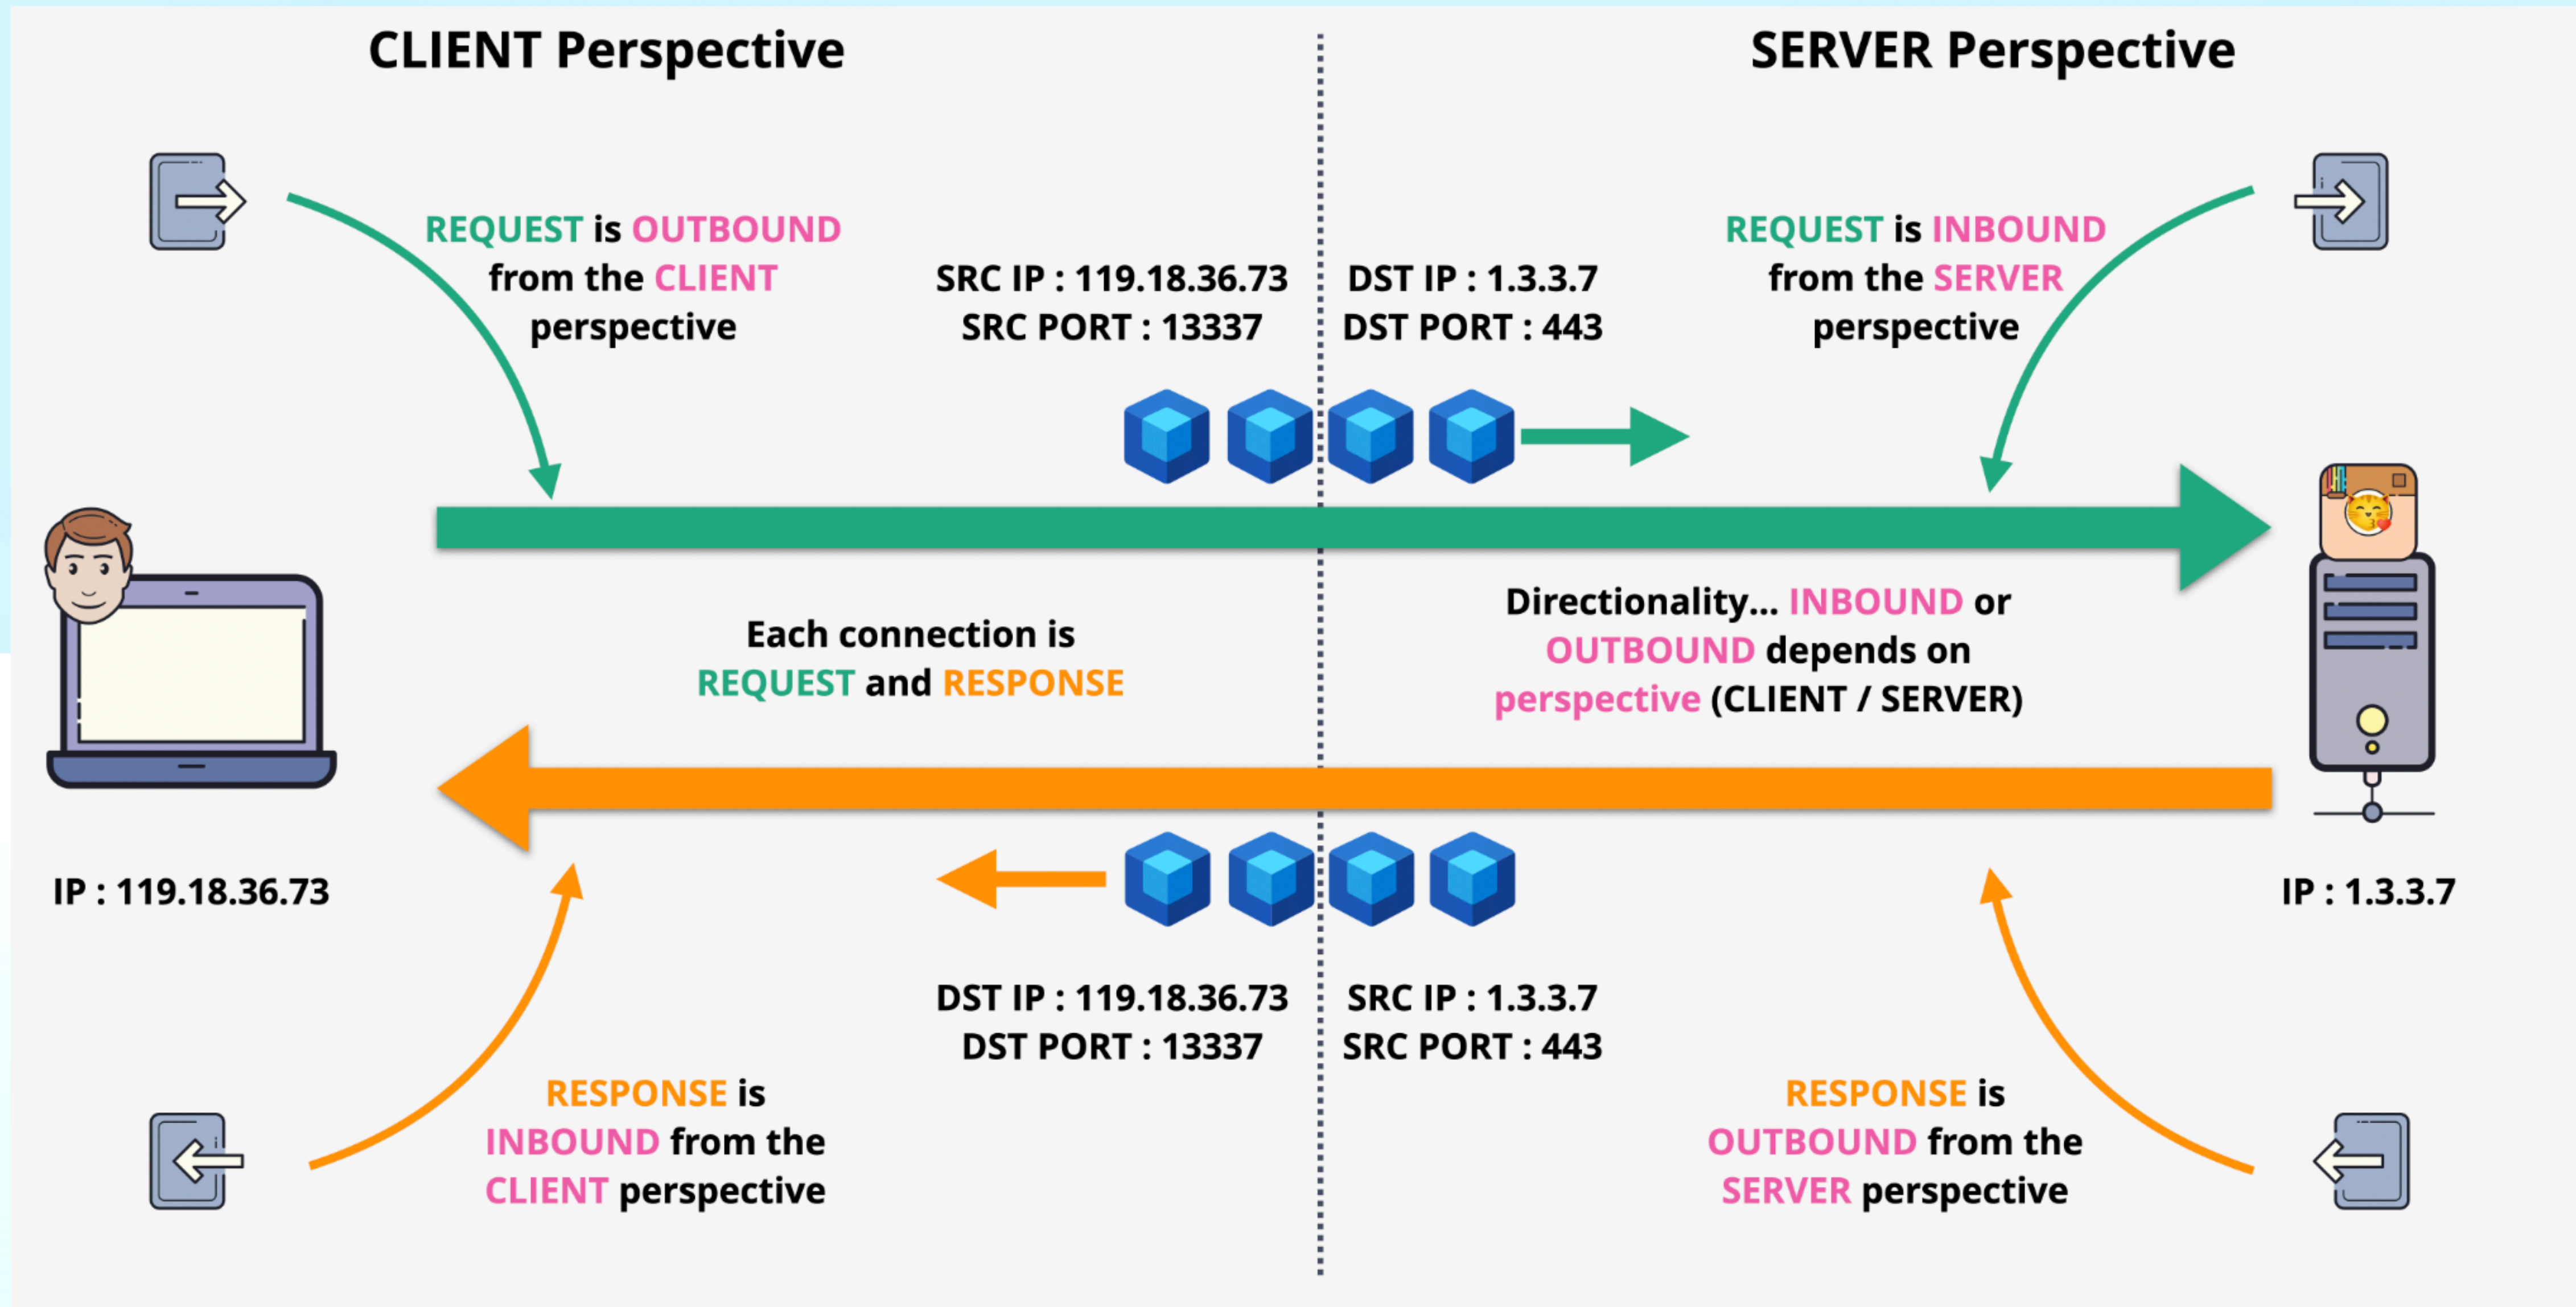 CLIENT Perspective
SERVER Perspective
REQUEST is OUTBOUND
from the CLIENT
perspective
SRC IP : 119.18.36.73
SRC PORT : 13337
DST IP : 1.3.3.7
DST PORT : 443
REQUEST is INBOUND
from the SERVER
perspective
Each connection is
REQUEST and RESPONSE
Directionality... INBOUND or
OUTBOUND depends on
perspective (CLIENT / SERVER)
IP : 119.18.36.73
IP : 1.3.3.7
DST IP : 119.18.36.73
DST PORT : 13337
SRC IP : 1.3.3.7
SRC PORT : 443
RESPONSE is
INBOUND from the
CLIENT perspective
RESPONSE is
OUTBOUND from the
SERVER perspective